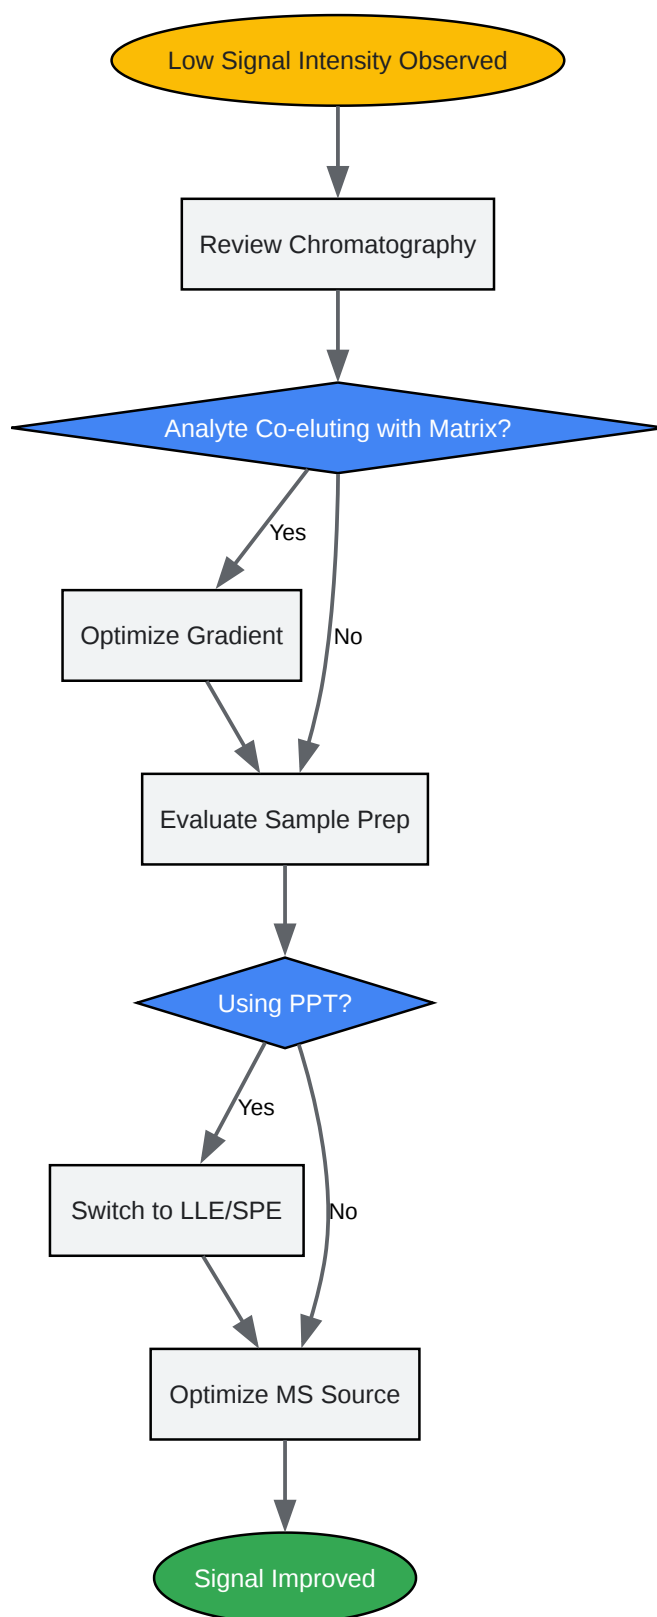 Low Signal Intensity Observed
Review Chromatography
Analyte Co-eluting with Matrix?
Yes
Optimize Gradient
No
Evaluate Sample Prep
Using PPT?
Yes
Switch to LLE/SPE
No
Optimize MS Source
Signal Improved